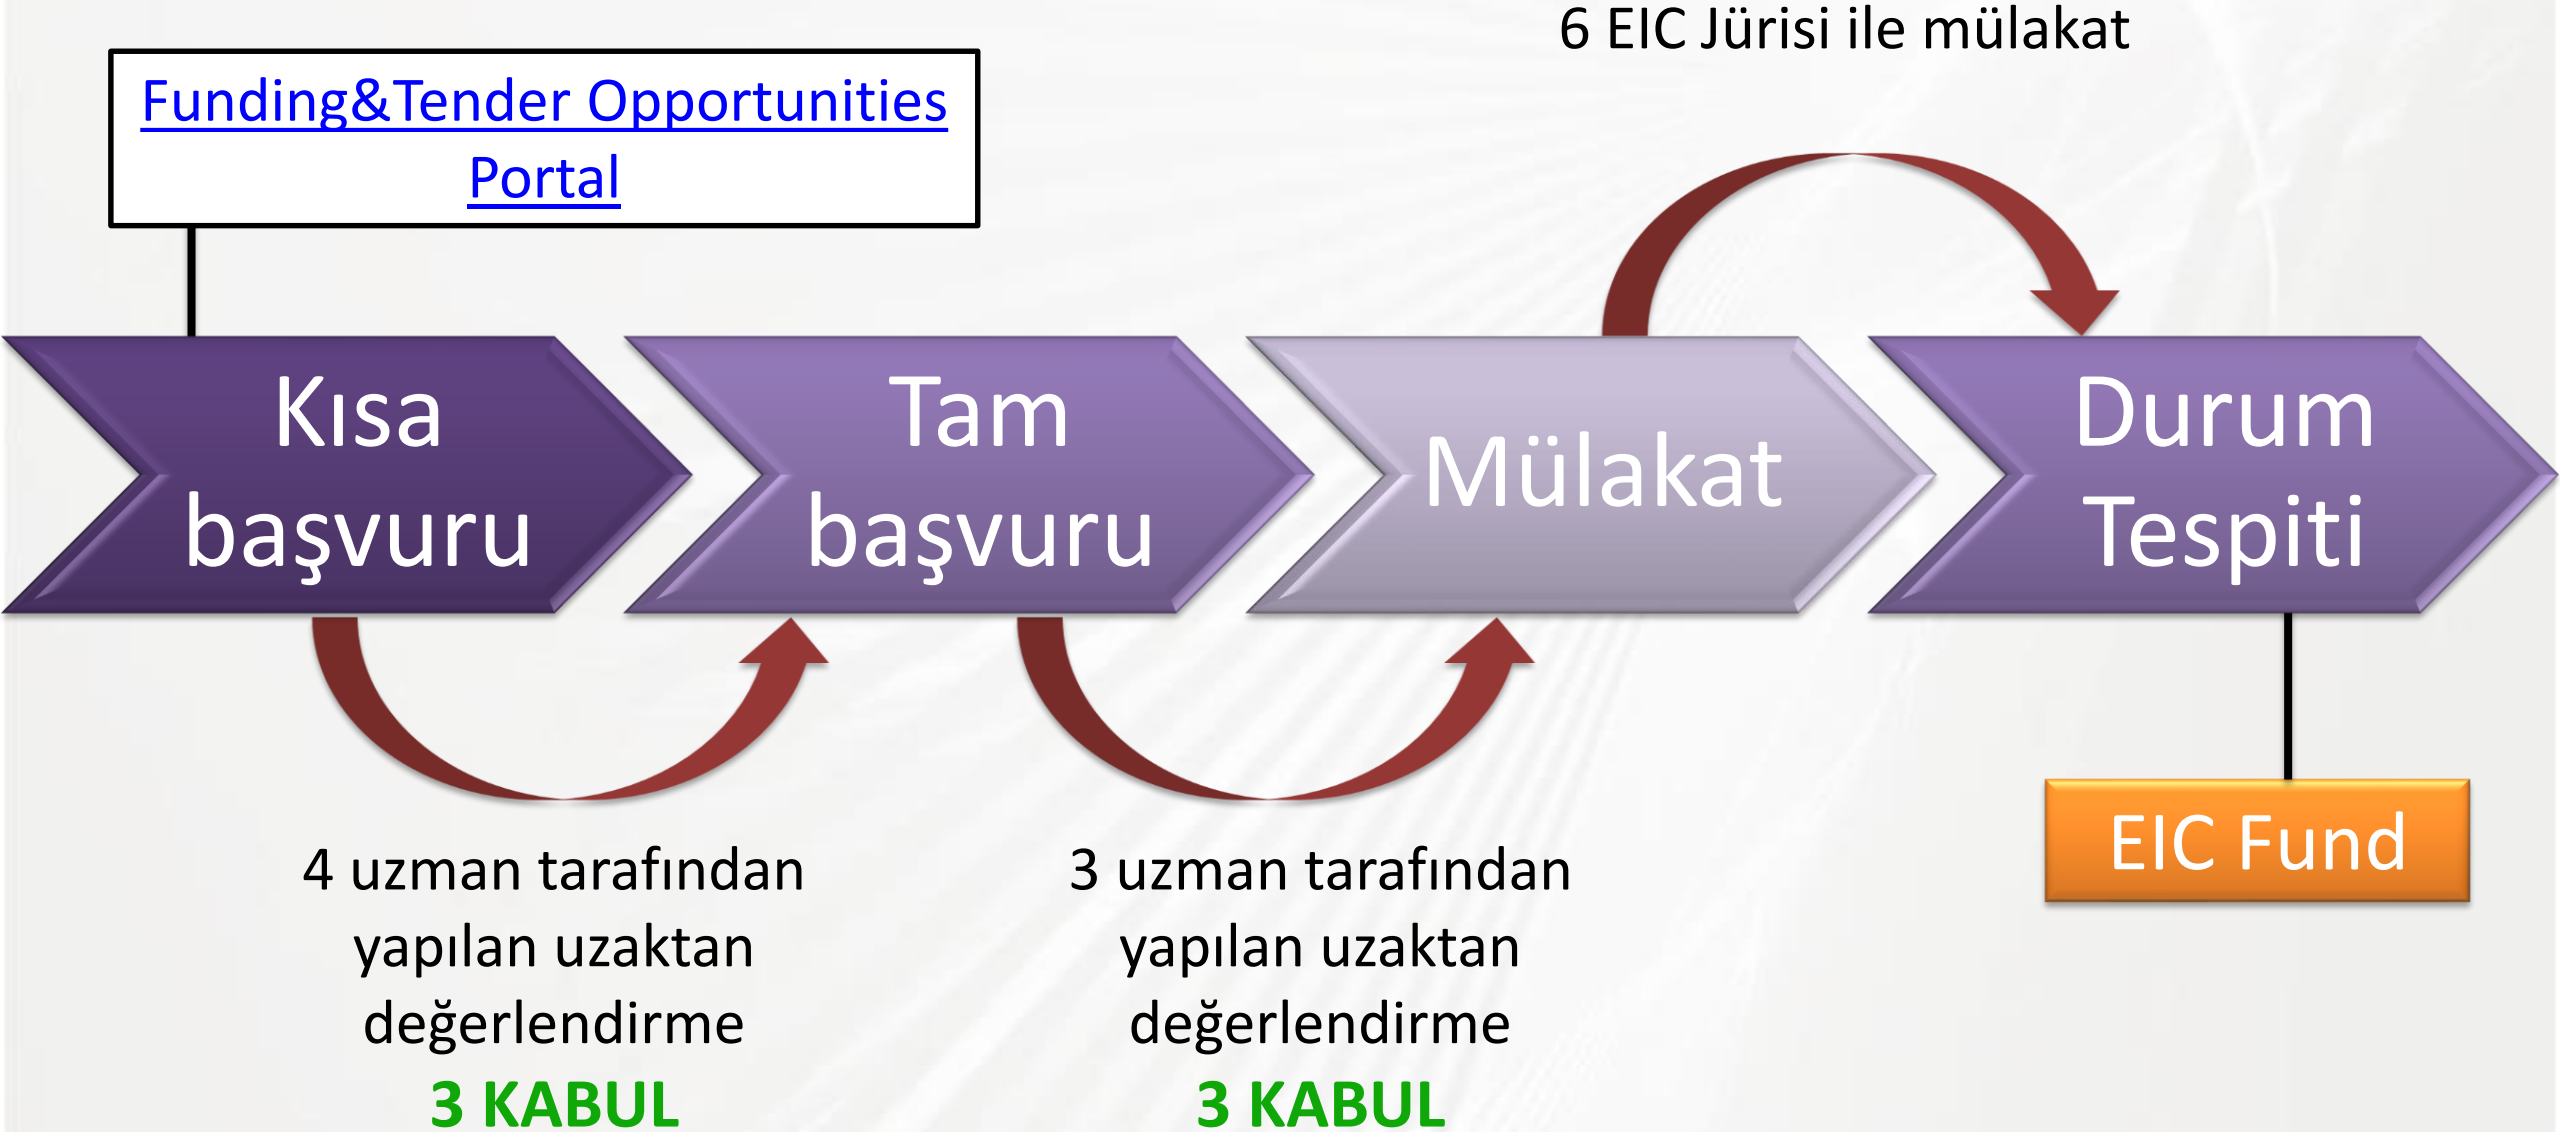 6 EIC Jürisi ile mülakat
Funding&Tender Opportunities
Portal
Kısa
başvuru
Tam
başvuru
Mülakat
Durum
Tespiti
4 uzman tarafından
yapılan uzaktan
değerlendirme
3 KABUL
3 uzman tarafından
yapılan uzaktan
değerlendirme
3 KABUL
EIC Fund